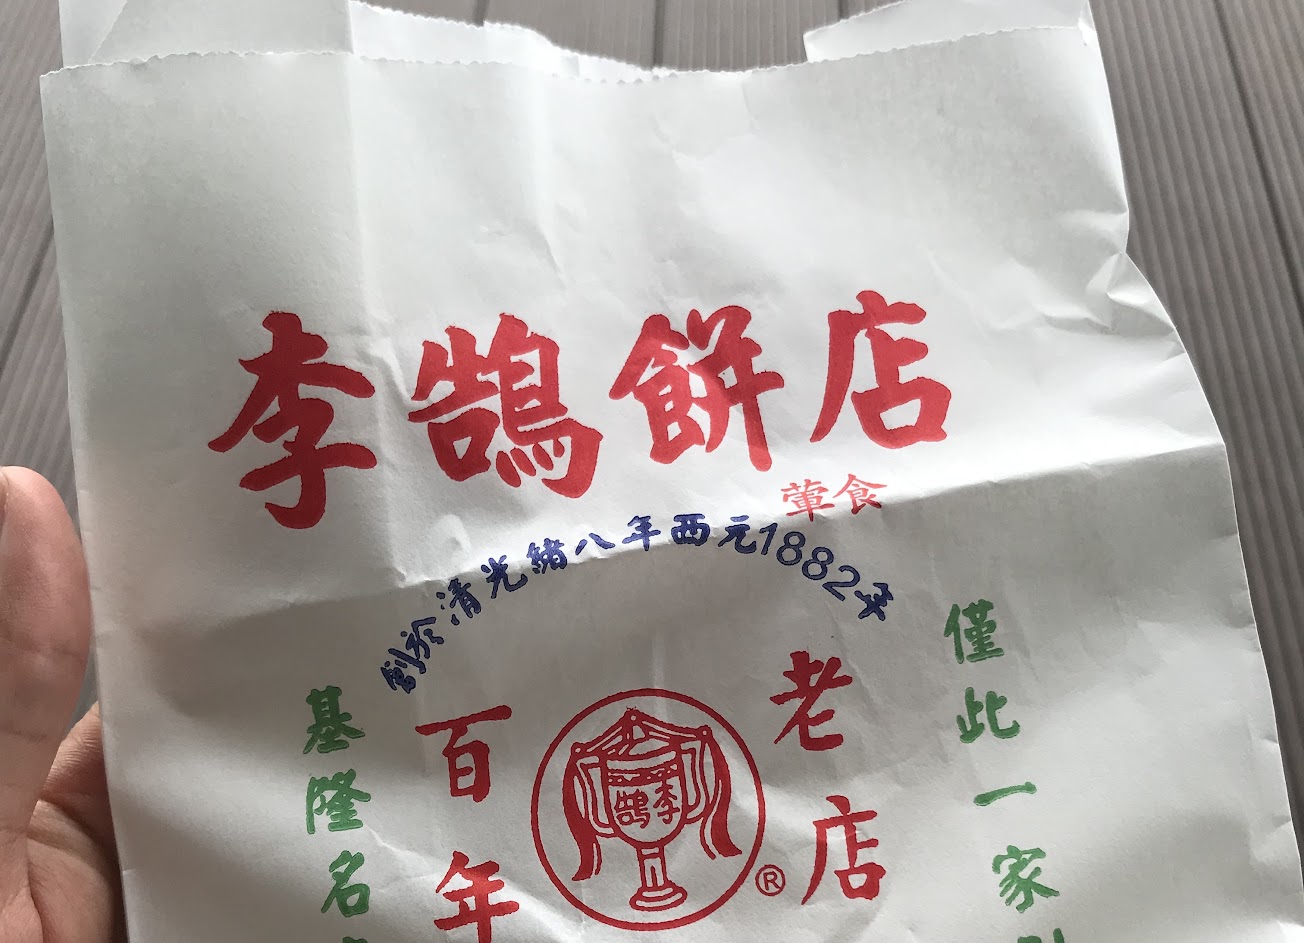 李鵠餅店
葷食
創於清光緒八年西元1882年
基隆名
百年
李鵠
®
老店
僅此一家